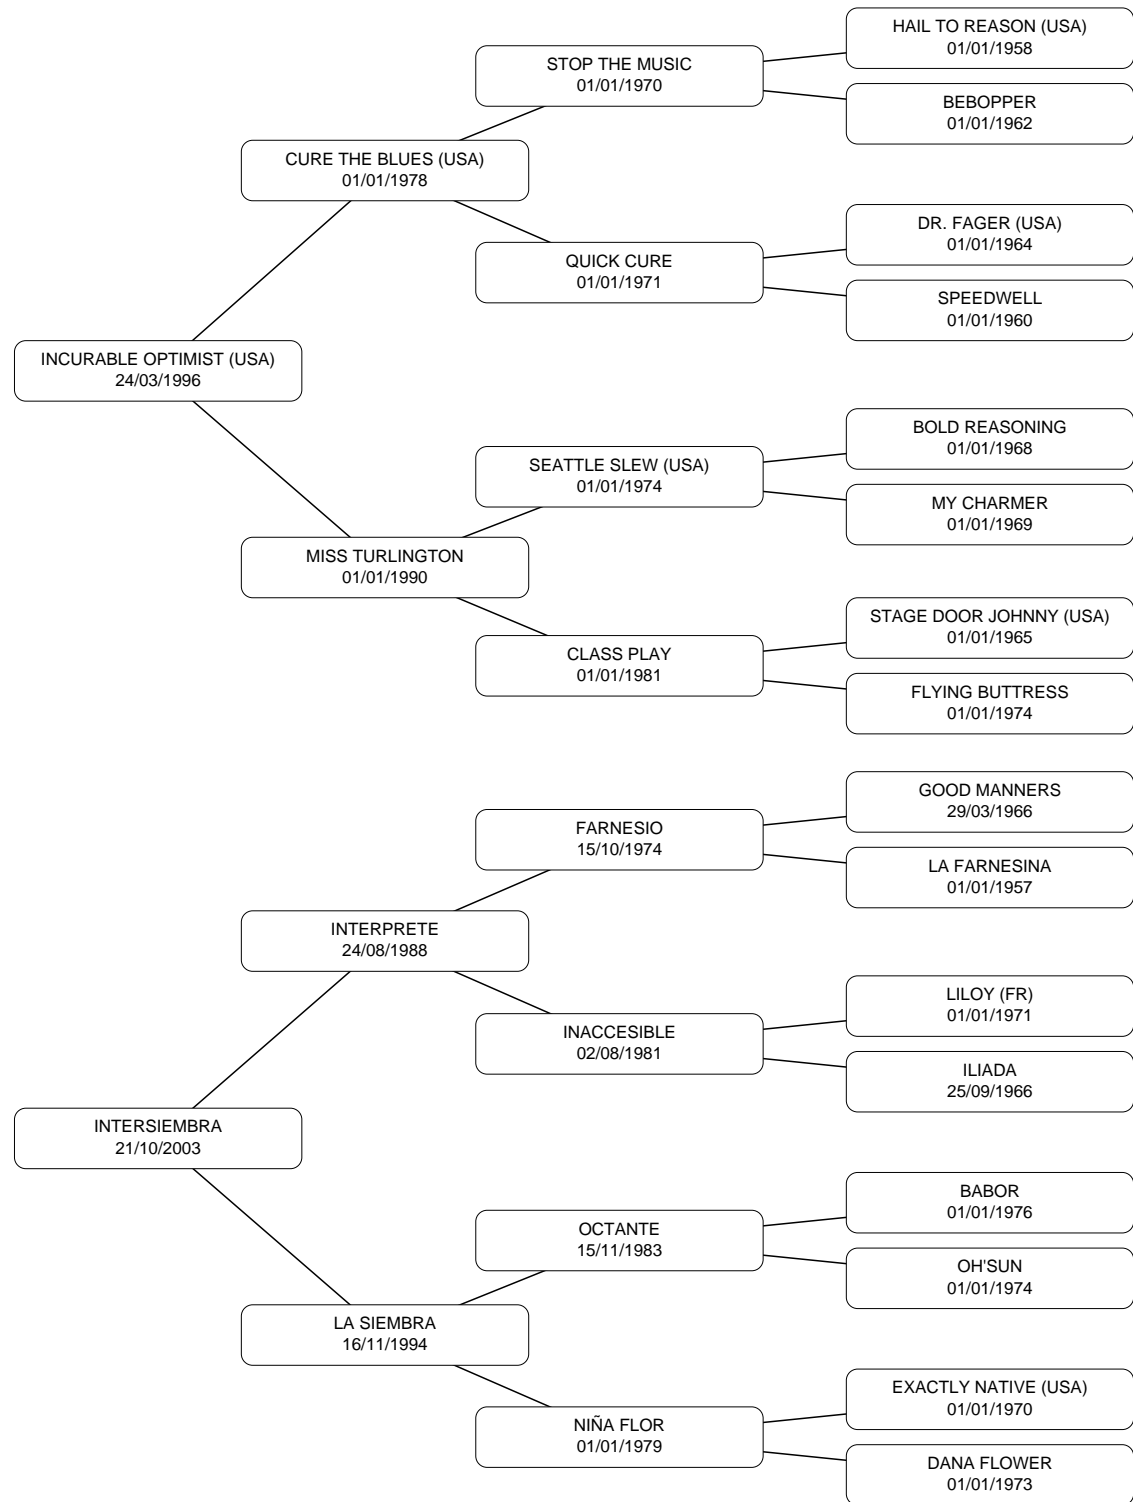 HAIL TO REASON (USA)
01/01/1958
STOP THE MUSIC
01/01/1970
BEBOPPER
01/01/1962
CURE THE BLUES (USA)
01/01/1978
DR. FAGER (USA)
01/01/1964
QUICK CURE
01/01/1971
SPEEDWELL
01/01/1960
INCURABLE OPTIMIST (USA)
24/03/1996
BOLD REASONING
01/01/1968
SEATTLE SLEW (USA)
01/01/1974
MY CHARMER
01/01/1969
MISS TURLINGTON
01/01/1990
STAGE DOOR JOHNNY (USA)
01/01/1965
CLASS PLAY
01/01/1981
FLYING BUTTRESS
01/01/1974
GOOD MANNERS
29/03/1966
FARNESIO
15/10/1974
LA FARNESINA
01/01/1957
INTERPRETE
24/08/1988
LILOY (FR)
01/01/1971
INACCESIBLE
02/08/1981
ILIADA
25/09/1966
INTERSIEMBRA
21/10/2003
BABOR
01/01/1976
OCTANTE
15/11/1983
OH'SUN
01/01/1974
LA SIEMBRA
16/11/1994
EXACTLY NATIVE (USA)
01/01/1970
NIÑA FLOR
01/01/1979
DANA FLOWER
01/01/1973